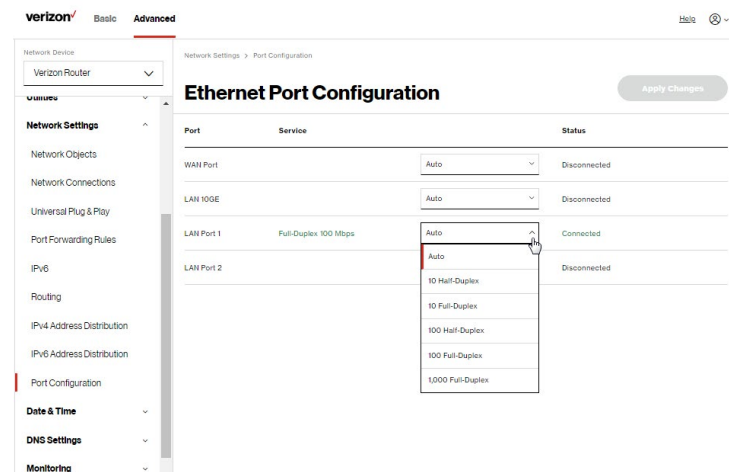 verizon✓ Basic Advanced Help
Network Device
Verizon Router
Utilities
Network Settings
Network Objects
Network Connections
Universal Plug & Play
Port Forwarding Rules
IPv6
Routing
IPv4 Address Distribution
IPv6 Address Distribution
Port Configuration
Date & Time
DNS Settings
Monitoring
Network Settings > Port Configuration
Ethernet Port Configuration
Apply Changes
Port Service Status
WAN Port Auto Disconnected
LAN 10GE Auto Disconnected
LAN Port 1 Full-Duplex 100 Mbps Auto Connected
LAN Port 2 Disconnected
Auto
10 Half-Duplex
10 Full-Duplex
100 Half-Duplex
100 Full-Duplex
1,000 Full-Duplex